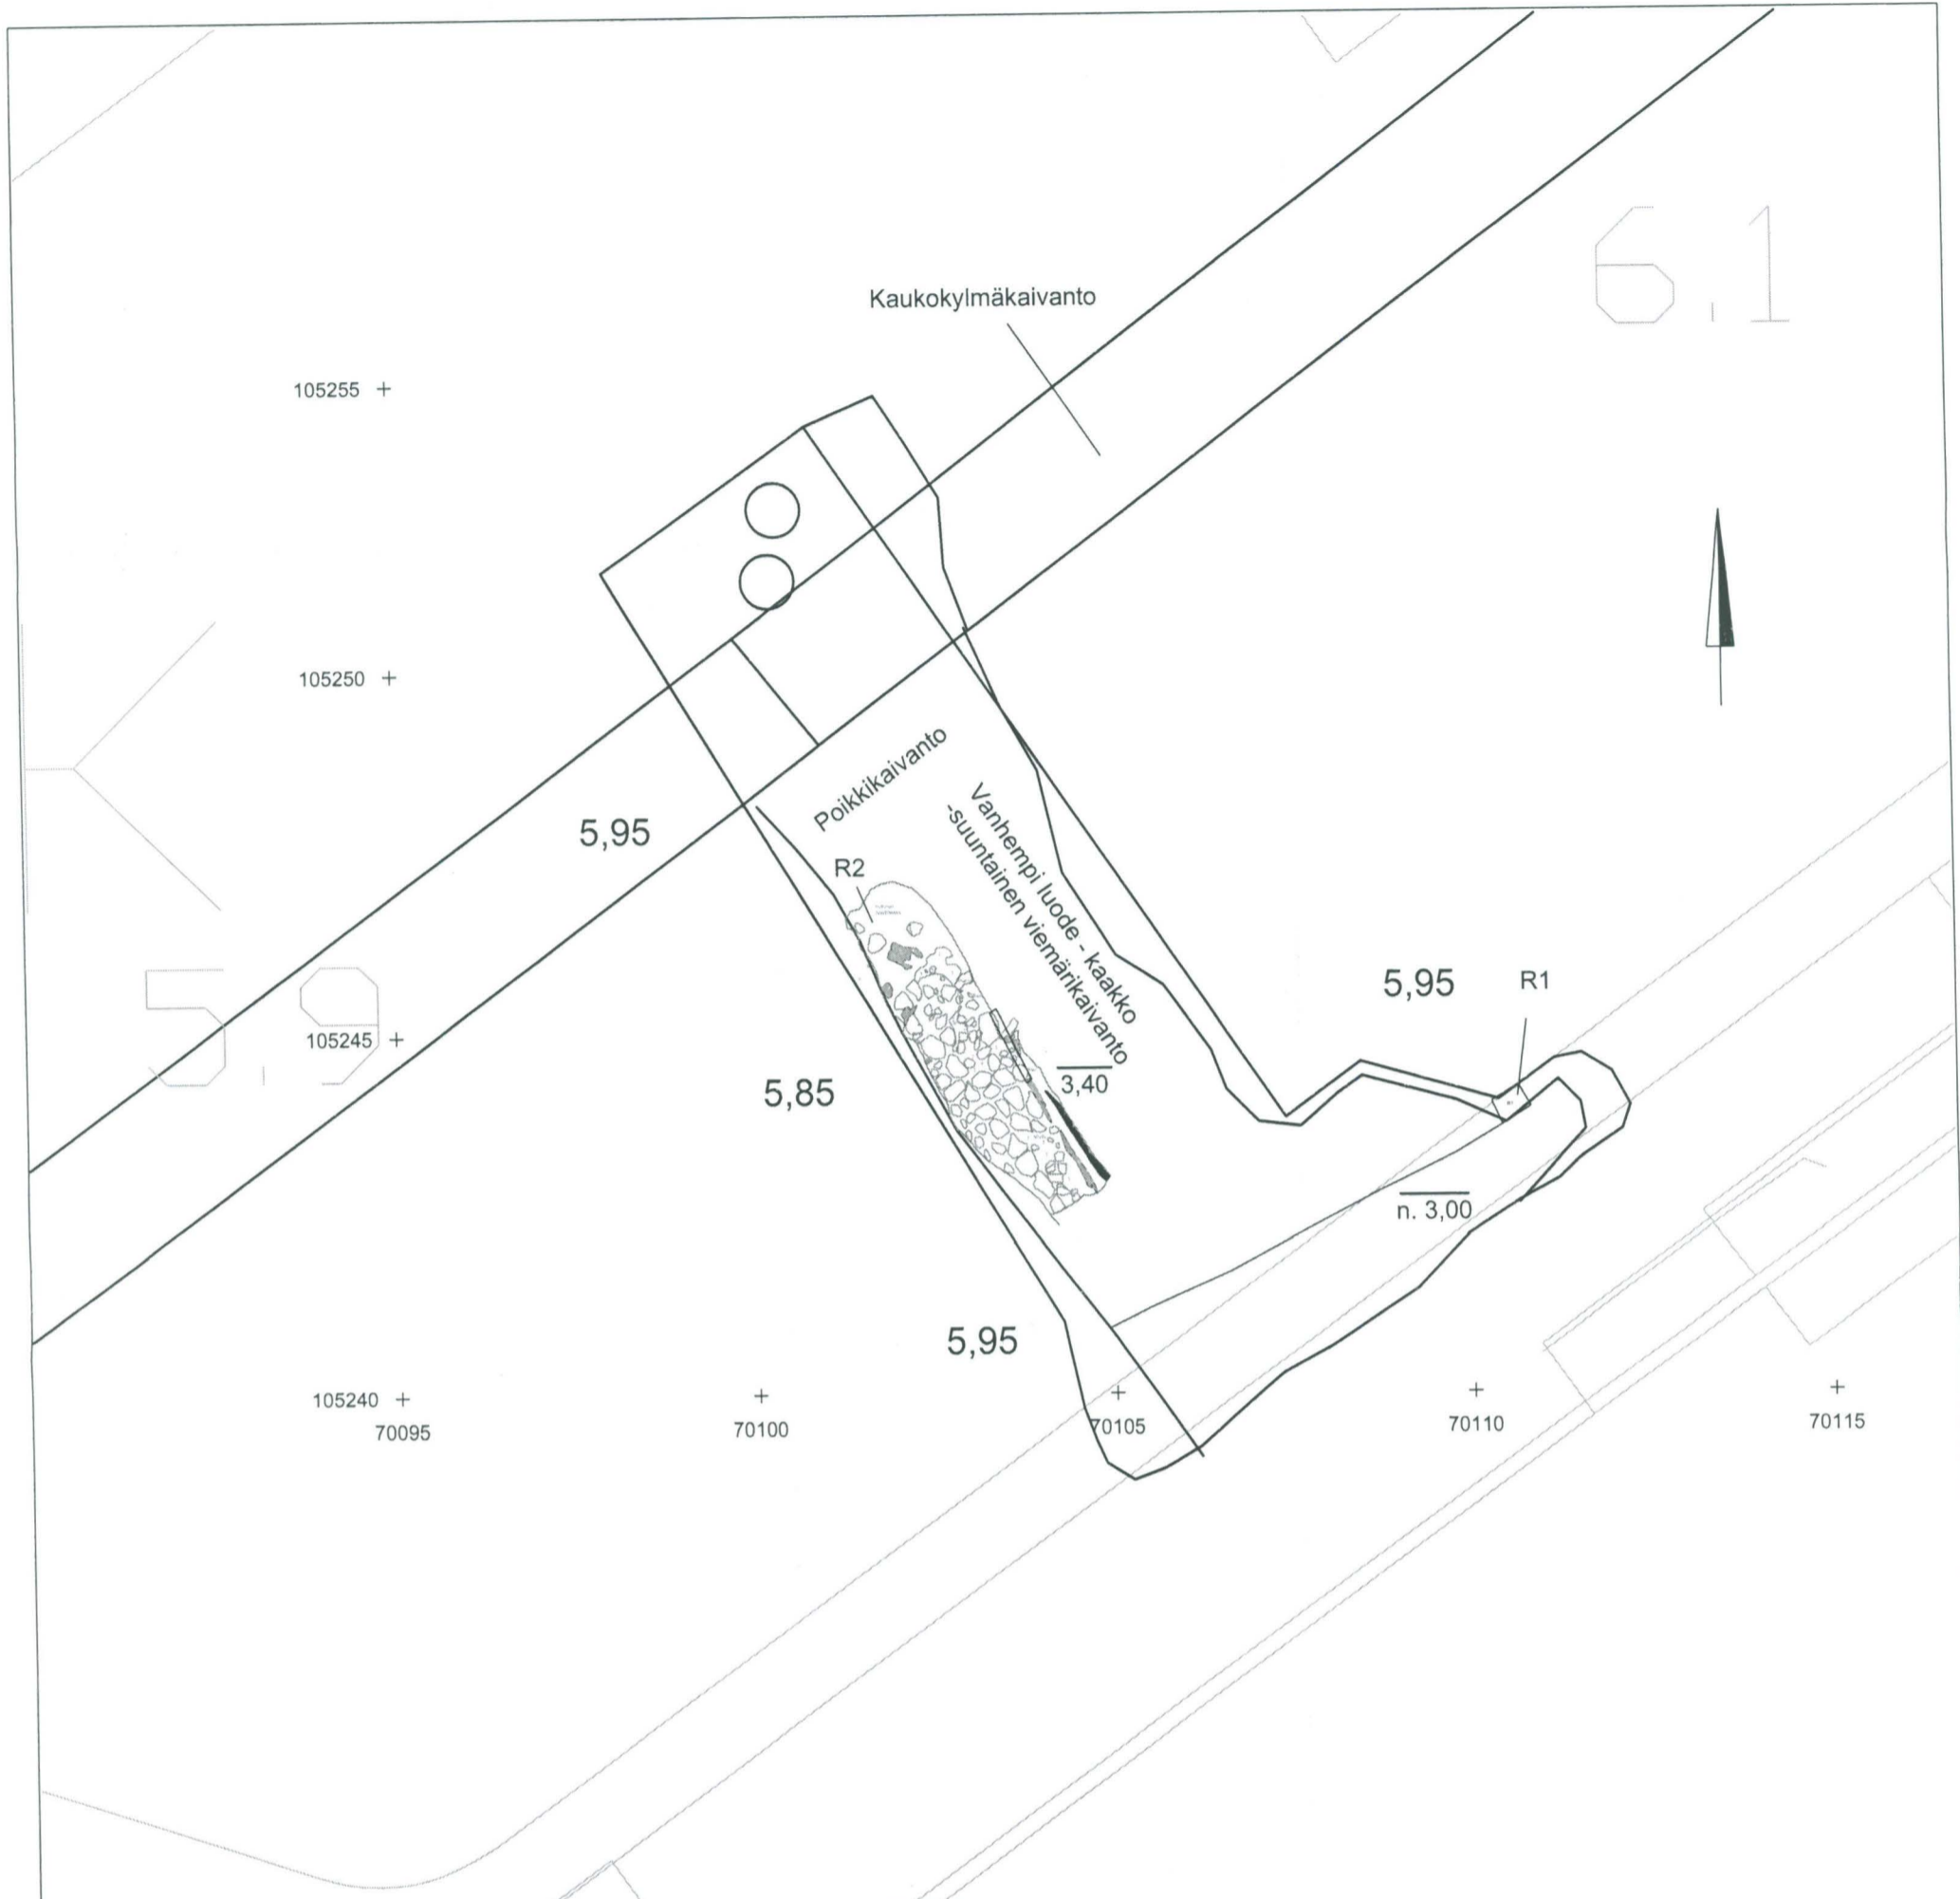 6.1
Kaukokylmäkaivanto
105255
105250
Poikkikaivanto
Vanhempi luode - kaakko
-suuntainen viemärikaivanto
5,95
R2
5,95
R1
5.9
105245
3,40
5,85
n. 3,00
5,95
105240
70095
70100
70105
70110
70115